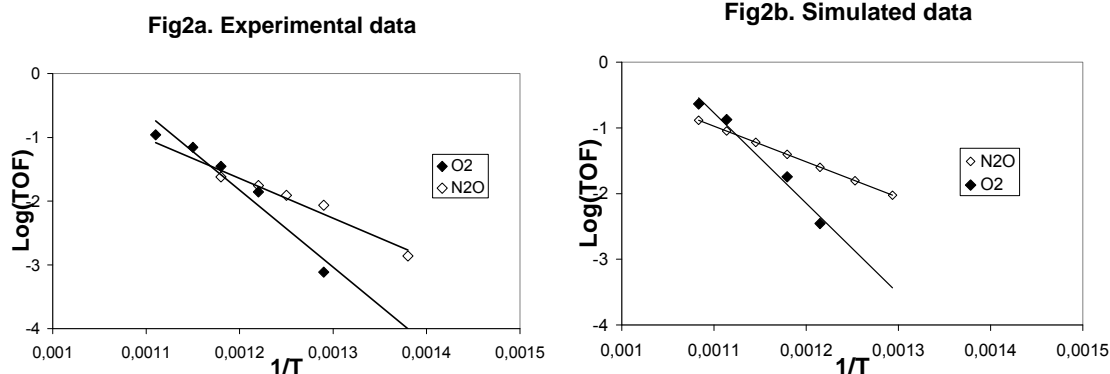 Fig2a. Experimental data
0
-1
-2
-3
-4
Log(TOF)
0,001 0,0011 0,0012 0,0013 0,0014 0,0015
1/T
O2
N2O
Fig2b. Simulated data
0
-1
-2
-3
-4
Log(TOF)
0,001 0,0011 0,0012 0,0013 0,0014 0,0015
1/T
N2O
O2